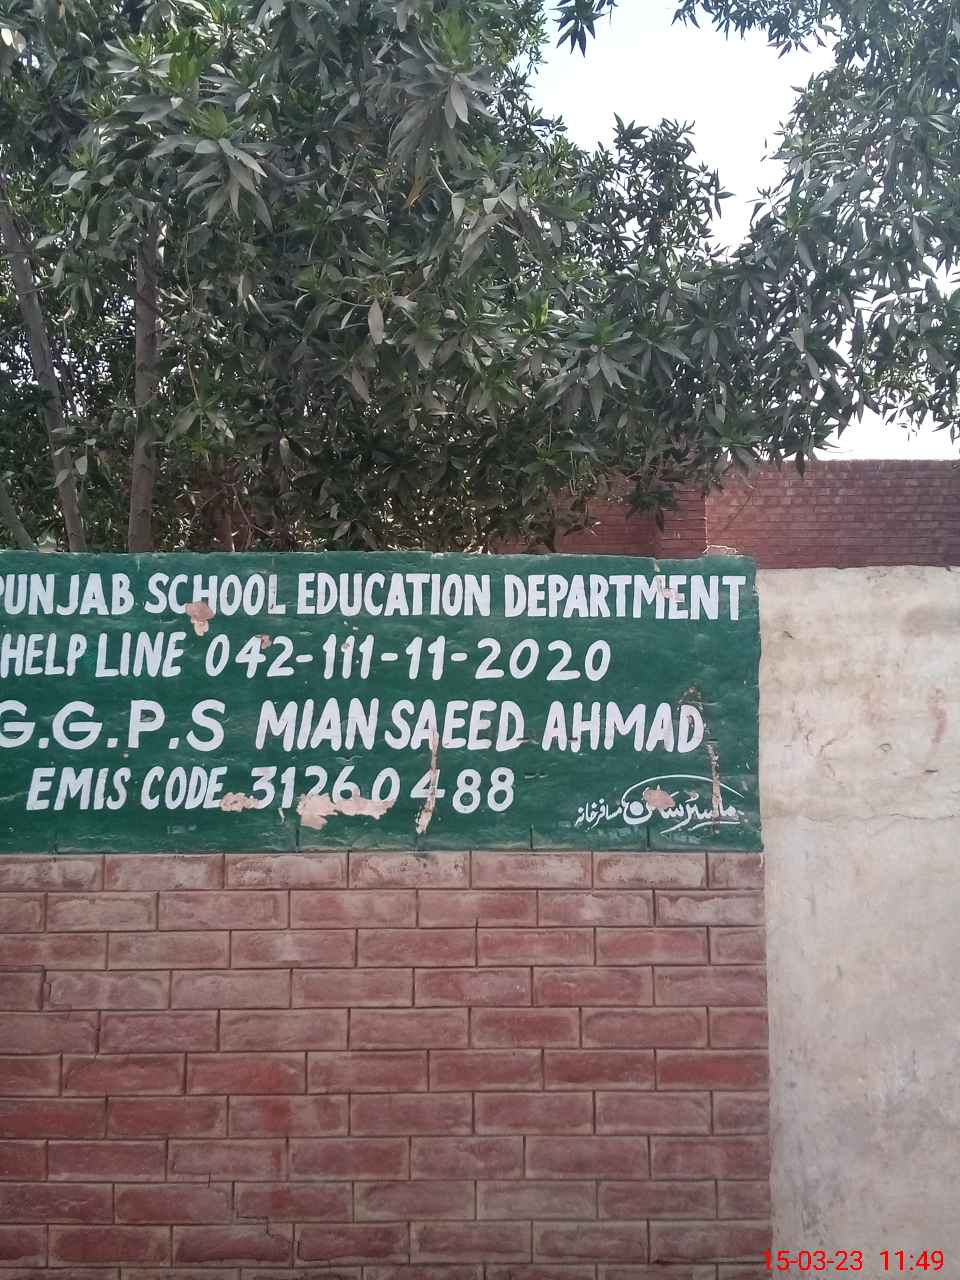 PUNJAB SCHOOL EDUCATION DEPARTMENT
HELP LINE 042-111-11-2020
G.G.P.S MIAN SAEED AHMAD
EMIS CODE 31260488
مسافرخانہ
15-03-23 11:49